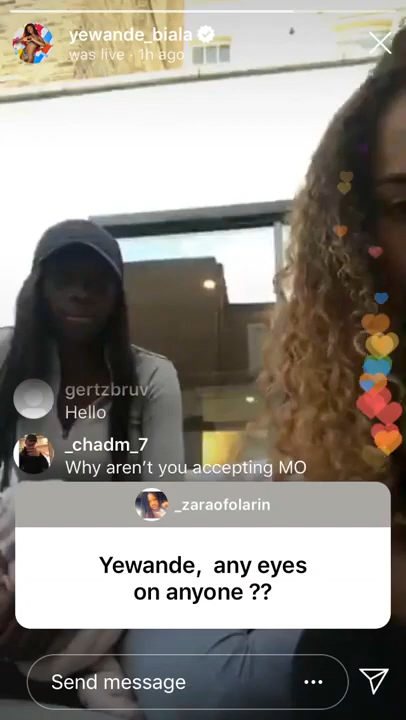 yewande_biala
was live · 1h ago
gertzbruv
Hello
_chadm_7
Why aren't you accepting MO
_zaraofolarin
Yewande, any eyes
on anyone ??
Send message